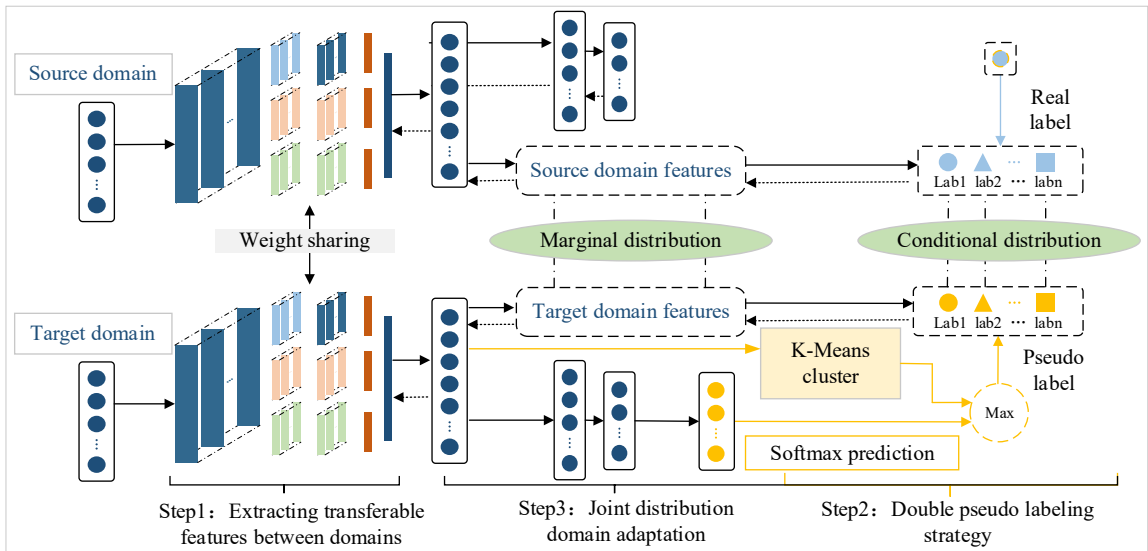 Source domain
Real
label
Source domain features
Lab1 lab2 ... labn
Weight sharing
Marginal distribution
Conditional distribution
Target domain
Target domain features
Lab1 lab2 ... labn
K-Means
cluster
Pseudo
label
Max
Softmax prediction
Step1：Extracting transferable
features between domains
Step3：Joint distribution
domain adaptation
Step2：Double pseudo labeling
strategy